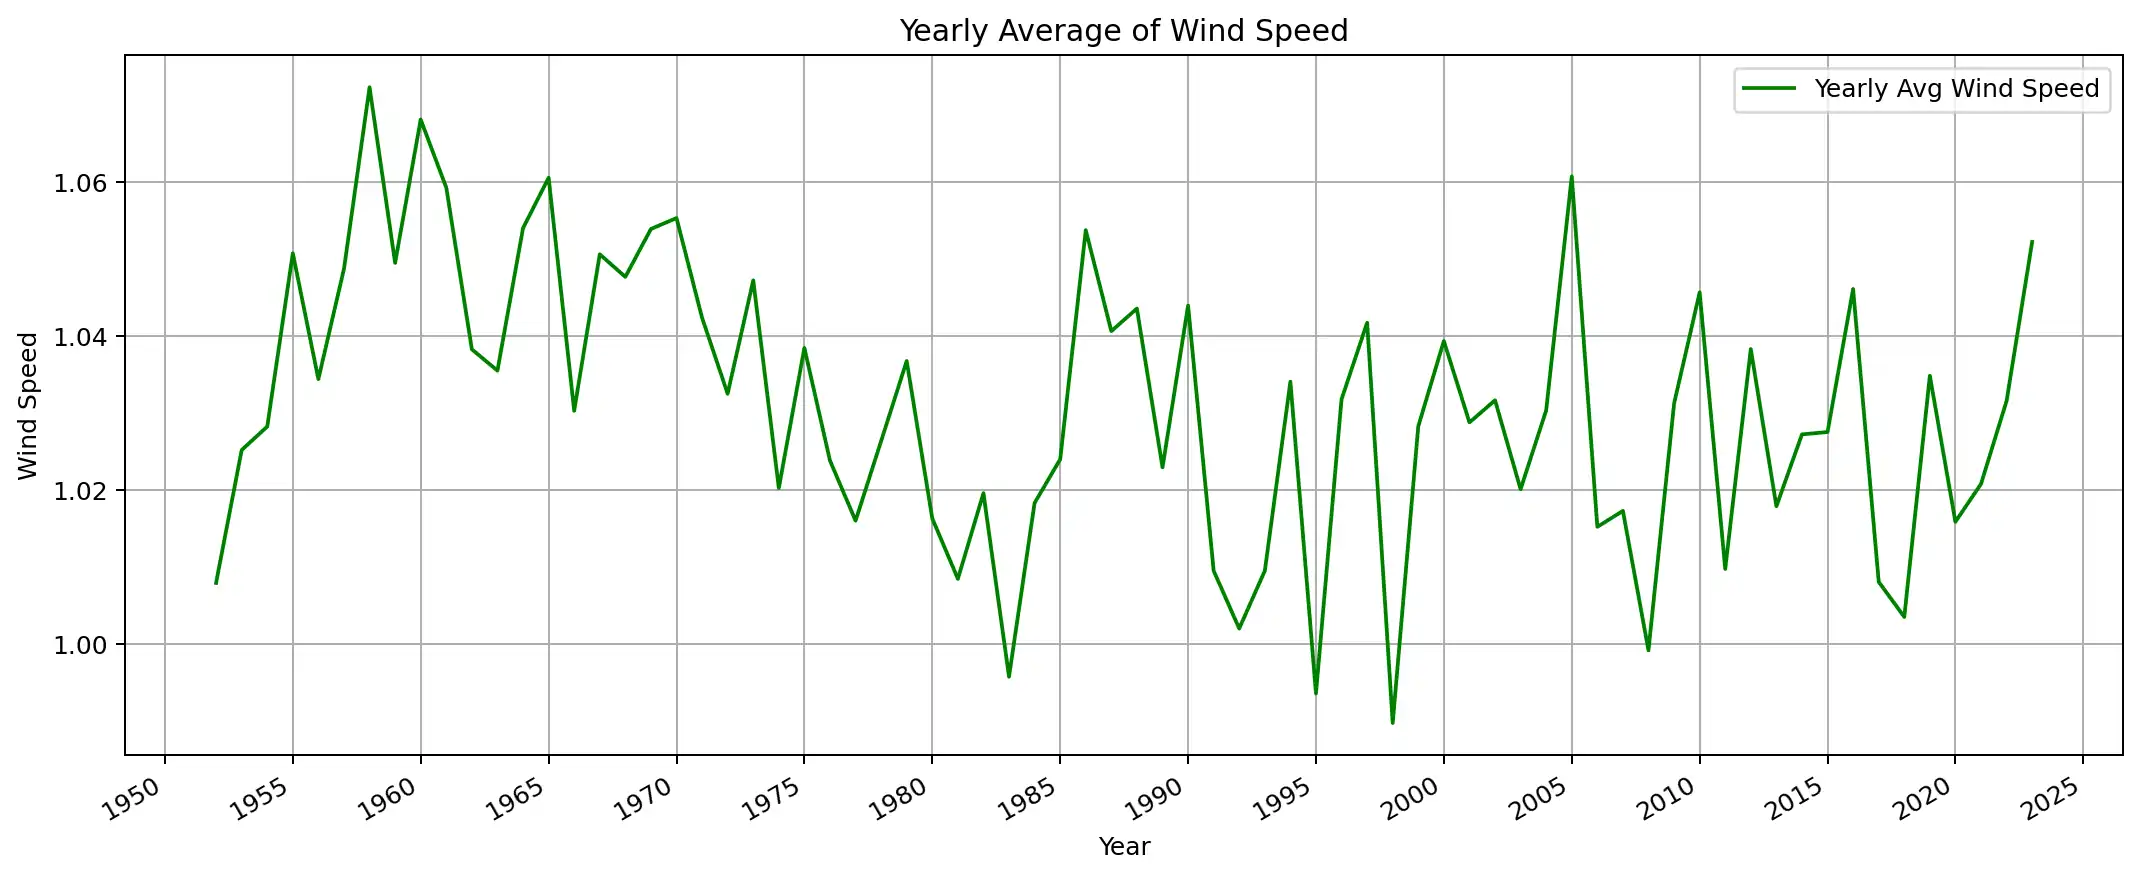 Yearly Average of Wind Speed
Yearly Avg Wind Speed
1.06
1.04
1.02
1.00
Wind Speed
1950 1955 1960 1965 1970 1975 1980 1985 1990 1995 2000 2005 2010 2015 2020 2025
Year